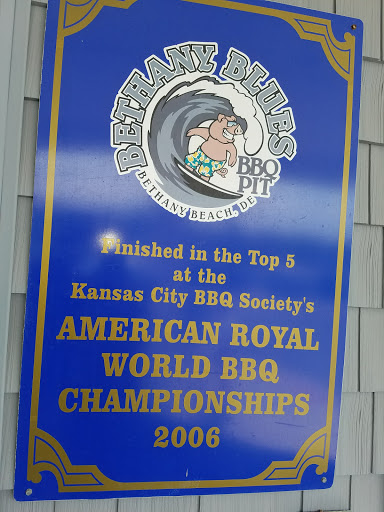 BETHANY BLUES
BBQ
PIT
BETHANY BEACH, DE
Finished in the Top 5
at the
Kansas City BBQ Society's
AMERICAN ROYAL
WORLD BBQ
CHAMPIONSHIPS
2006